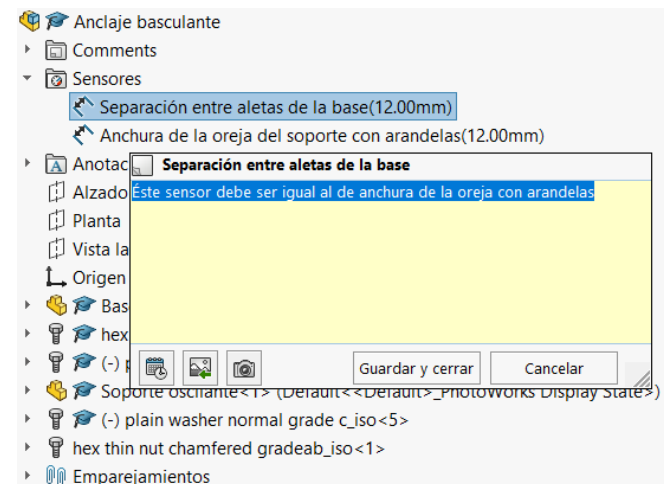 Anclaje basculante
Comments
Sensores
Separación entre aletas de la base(12.00mm)
Anchura de la oreja del soporte con arandelas(12.00mm)
Anotac
Separación entre aletas de la base
Éste sensor debe ser igual al de anchura de la oreja con arandelas
Alzado
Planta
Vista la
Origen
Bas
hex
(-) p
Guardar y cerrar
Cancelar
Soporte oscilante<1> (Default<<Default>_PhotoWorks Display State>)
(-) plain washer normal grade c_iso<5>
hex thin nut chamfered gradeab_iso<1>
Emparejamientos